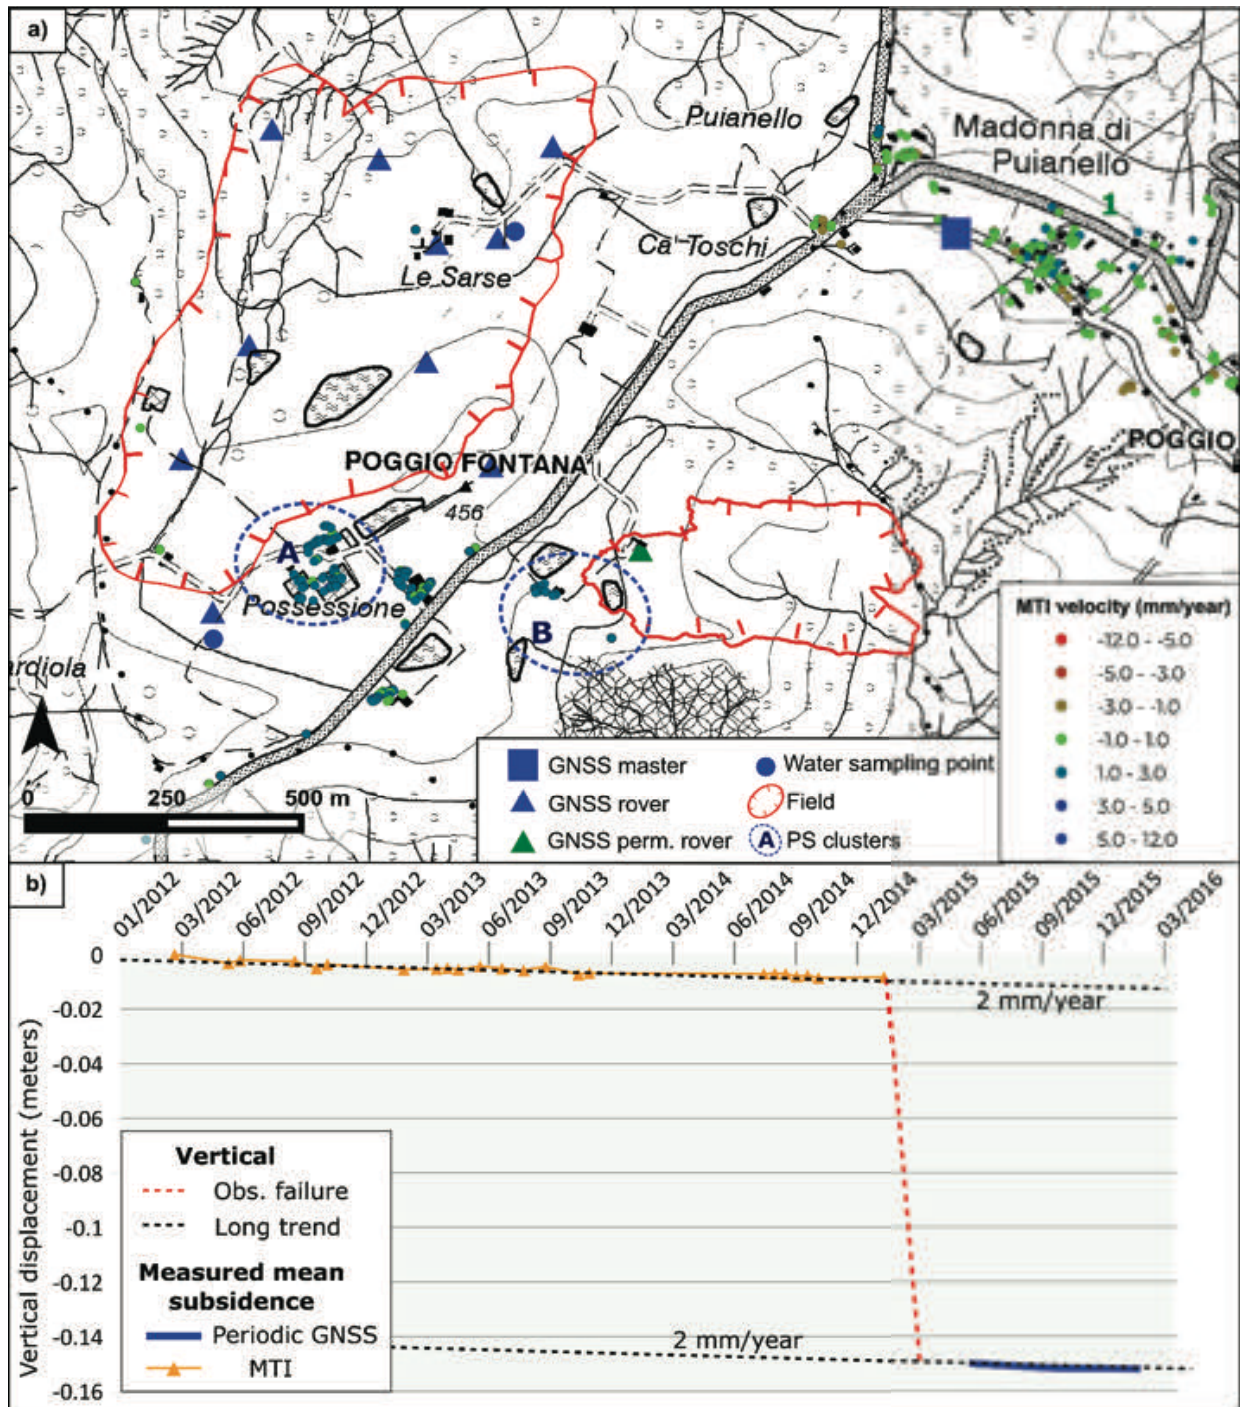 a)
Puianello
Madonna di
Puianello
1
Ca' Toschi
Le Sarse
POGGIO FONTANA
POGGIO
456
A
Possessione
B
ardiola
0 250 500 m
GNSS master
GNSS rover
GNSS perm. rover
Water sampling point
Field
A PS clusters
MTI velocity (mm/year)
-12.0 - -5.0
-5.0 - -3.0
-3.0 - -1.0
-1.0 - 1.0
1.0 - 3.0
3.0 - 5.0
5.0 - 12.0
b)
01/2012 03/2012 06/2012 09/2012 12/2012 03/2013 06/2013 09/2013 03/2014 06/2014 09/2014 12/2014 03/2015 06/2015 09/2015 12/2015 03/2016
0
-0.02
-0.04
-0.06
-0.08
-0.1
-0.12
-0.14
-0.16
Vertical displacement (meters)
2 mm/year
2 mm/year
Vertical
Obs. failure
Long trend
Measured mean
subsidence
Periodic GNSS
MTI